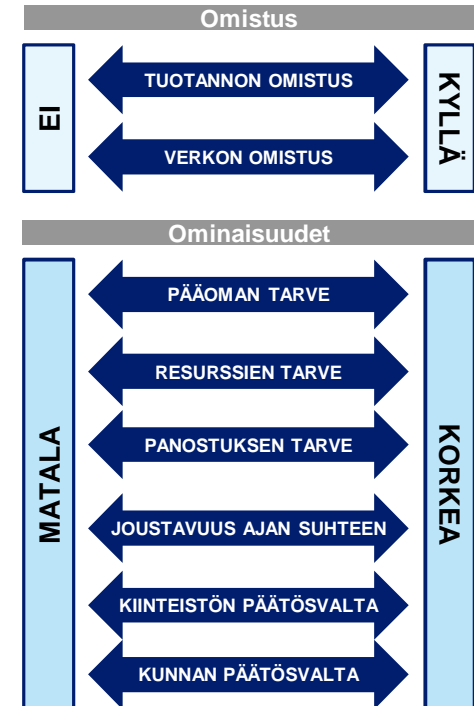 Omistus
EI
TUOTANNON OMISTUS
VERKON OMISTUS
KYLLÄ
Ominaisuudet
MATALA
PÄÄOMAN TARVE
RESURSSIEN TARVE
PANOSTUKSEN TARVE
JOUSTAVUUS AJAN SUHTEEN
KIINTEISTÖN PÄÄTÖSVALTA
KUNNAN PÄÄTÖSVALTA
KORKEA